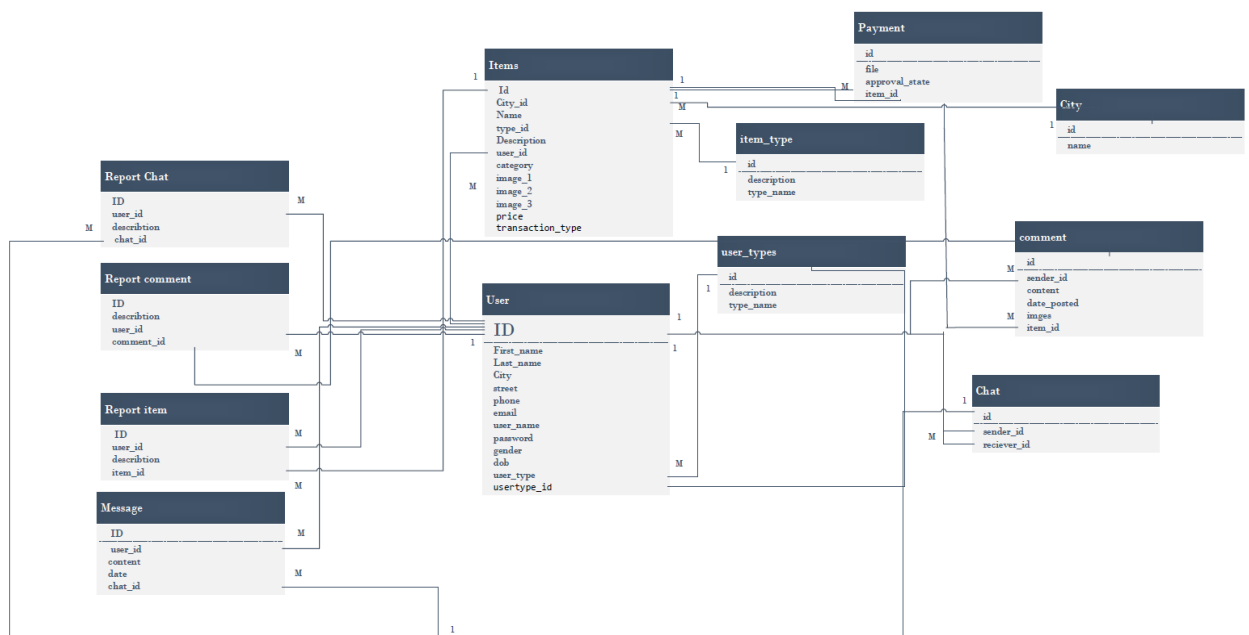 Payment
id
file
approval_state
item_id
Items
Id
City_id
Name
type_id
Description
user_id
category
image_1
image_2
image_3
price
transaction_type
1
1
M
1
M
M
M
City
id
name
1
item_type
id
description
type_name
1
Report Chat
ID
user_id
describtion
chat_id
M
M
user_types
id
description
type_name
1
comment
id
sender_id
content
date_posted
imges
item_id
M
M
Report comment
ID
describtion
user_id
comment_id
M
User
ID
First_name
Last_name
City
street
phone
email
user_name
password
gender
dob
user_type
usertype_id
1
1
1
M
Chat
id
sender_id
reciever_id
1
M
Report item
ID
user_id
describtion
item_id
M
M
Message
ID
user_id
content
date
chat_id
M
M
1